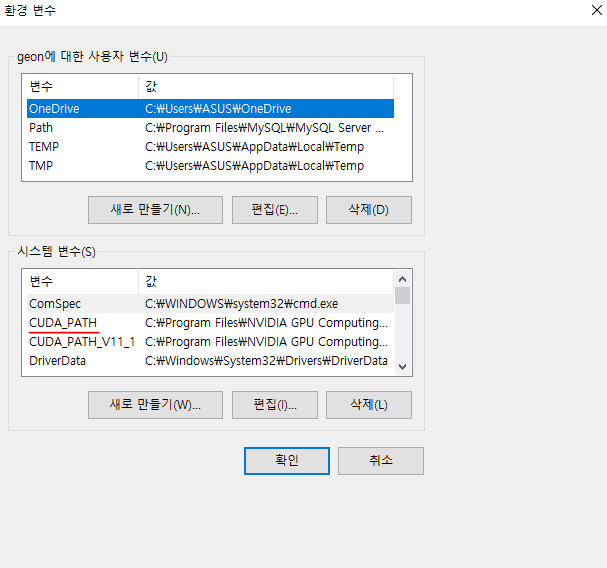 환경 변수
geon에 대한 사용자 변수(U)
변수 값
OneDrive C:₩Users₩ASUS₩OneDrive
Path C:₩Program Files₩MySQL₩MySQL Server ...
TEMP C:₩Users₩ASUS₩AppData₩Local₩Temp
TMP C:₩Users₩ASUS₩AppData₩Local₩Temp
새로 만들기(N)... 편집(E)... 삭제(D)
시스템 변수(S)
변수 값
ComSpec C:₩WINDOWS₩system32₩cmd.exe
CUDA_PATH C:₩Program Files₩NVIDIA GPU Computing...
CUDA_PATH_V11_1 C:₩Program Files₩NVIDIA GPU Computing...
DriverData C:₩Windows₩System32₩Drivers₩DriverData
새로 만들기(W)... 편집(I)... 삭제(L)
확인 취소